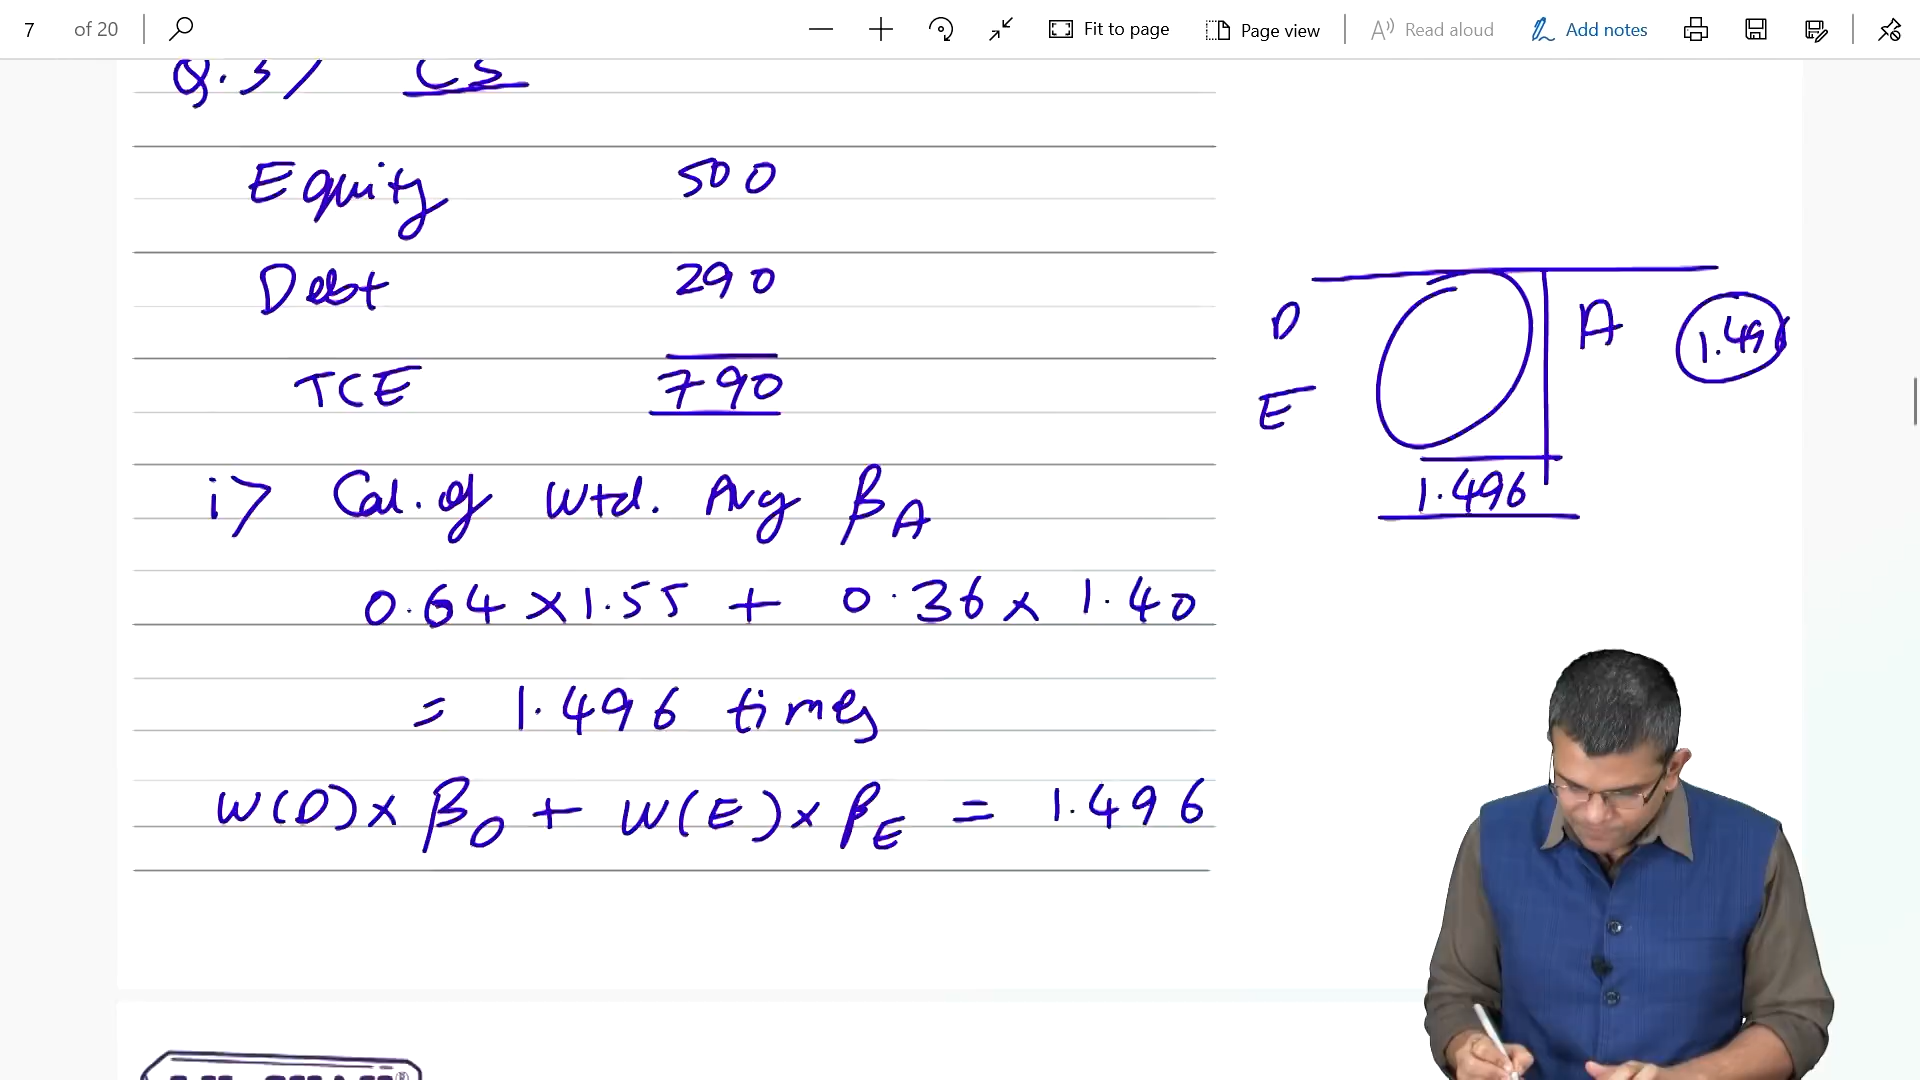 7 of 20 Fit to page Page view Read aloud Add notes
Q.3> CS
Equity 500
Debt 290
TCE 790
i> Cal. of Wtd. Avg βA
0.64 × 1.55 + 0.36 × 1.40
= 1.496 times
W(D) × βD + W(E) × βE = 1.496
D A 1.496
E
1.496